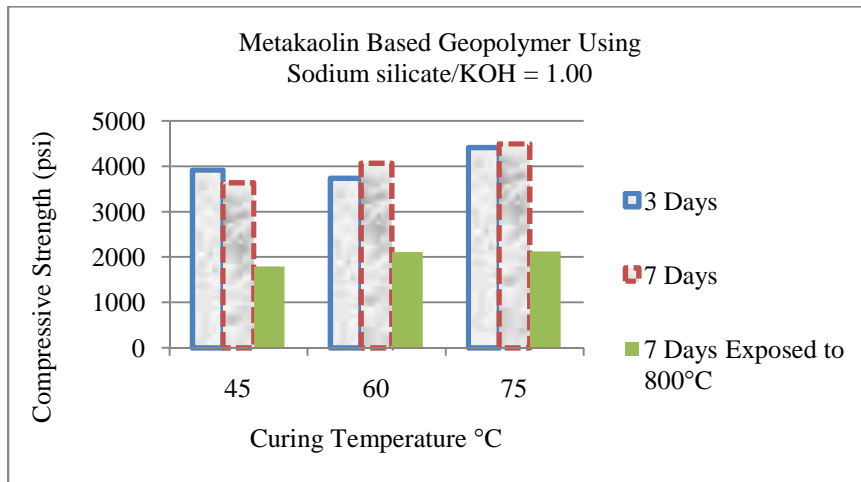 Metakaolin Based Geopolymer Using
Sodium silicate/KOH = 1.00
Compressive Strength (psi)
5000
4000
3000
2000
1000
0
45
60
75
Curing Temperature °C
3 Days
7 Days
7 Days Exposed to
800°C